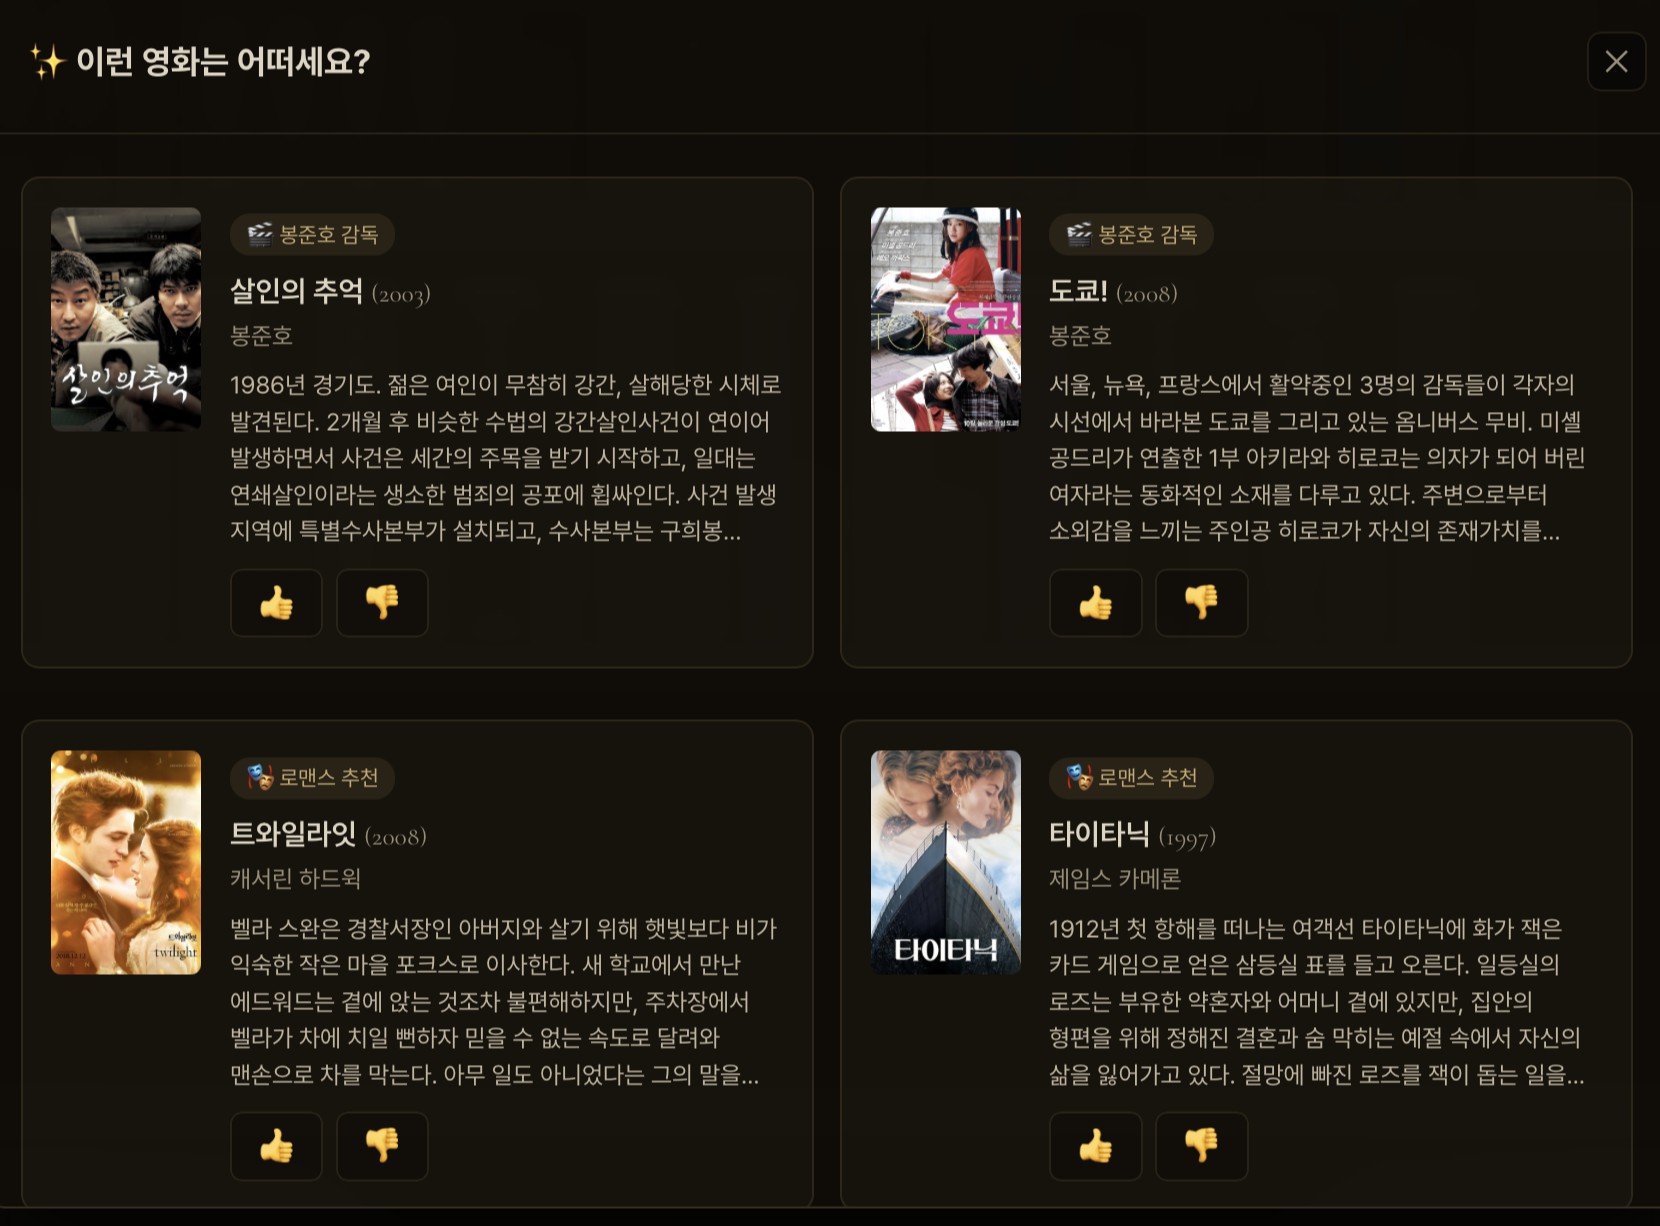 ✨ 이런 영화는 어떠세요?
살인의 추억
🎬 봉준호 감독
살인의 추억 (2003)
봉준호
1986년 경기도. 젊은 여인이 무참히 강간, 살해당한 시체로
발견된다. 2개월 후 비슷한 수법의 강간살인사건이 연이어
발생하면서 사건은 세간의 주목을 받기 시작하고, 일대는
연쇄살인이라는 생소한 범죄의 공포에 휩싸인다. 사건 발생
지역에 특별수사본부가 설치되고, 수사본부는 구희봉...
👍 👎
도쿄!
🎬 봉준호 감독
도쿄! (2008)
봉준호
서울, 뉴욕, 프랑스에서 활약중인 3명의 감독들이 각자의
시선에서 바라본 도쿄를 그리고 있는 옴니버스 무비. 미셸
공드리가 연출한 1부 아키라와 히로코는 의자가 되어 버린
여자라는 동화적인 소재를 다루고 있다. 주변으로부터
소외감을 느끼는 주인공 히로코가 자신의 존재가치를...
👍 👎
twilight
🎭 로맨스 추천
트와일라잇 (2008)
캐서린 하드윅
벨라 스완은 경찰서장인 아버지와 살기 위해 햇빛보다 비가
익숙한 작은 마을 포크스로 이사한다. 새 학교에서 만난
에드워드는 곁에 앉는 것조차 불편해하지만, 주차장에서
벨라가 차에 치일 뻔하자 믿을 수 없는 속도로 달려와
맨손으로 차를 막는다. 아무 일도 아니었다는 그의 말을...
👍 👎
타이타닉
🎭 로맨스 추천
타이타닉 (1997)
제임스 카메론
1912년 첫 항해를 떠나는 여객선 타이타닉에 화가 잭은
카드 게임으로 얻은 삼등실 표를 들고 오른다. 일등실의
로즈는 부유한 약혼자와 어머니 곁에 있지만, 집안의
형편을 위해 정해진 결혼과 숨 막히는 예절 속에서 자신의
삶을 잃어가고 있다. 절망에 빠진 로즈를 잭이 돕는 일을...
👍 👎